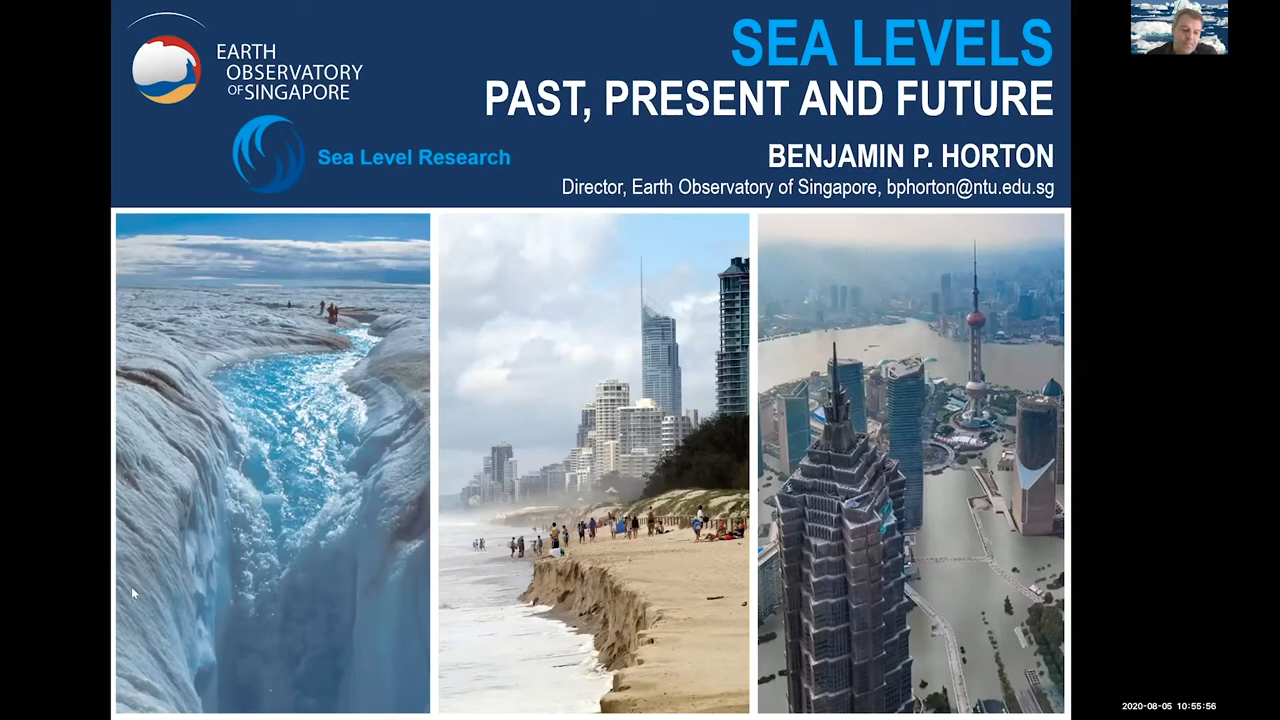 EARTH
OBSERVATORY
OF SINGAPORE
Sea Level Research
SEA LEVELS
PAST, PRESENT AND FUTURE
BENJAMIN P. HORTON
Director, Earth Observatory of Singapore, bphorton@ntu.edu.sg
2020-08-05 10:55:56